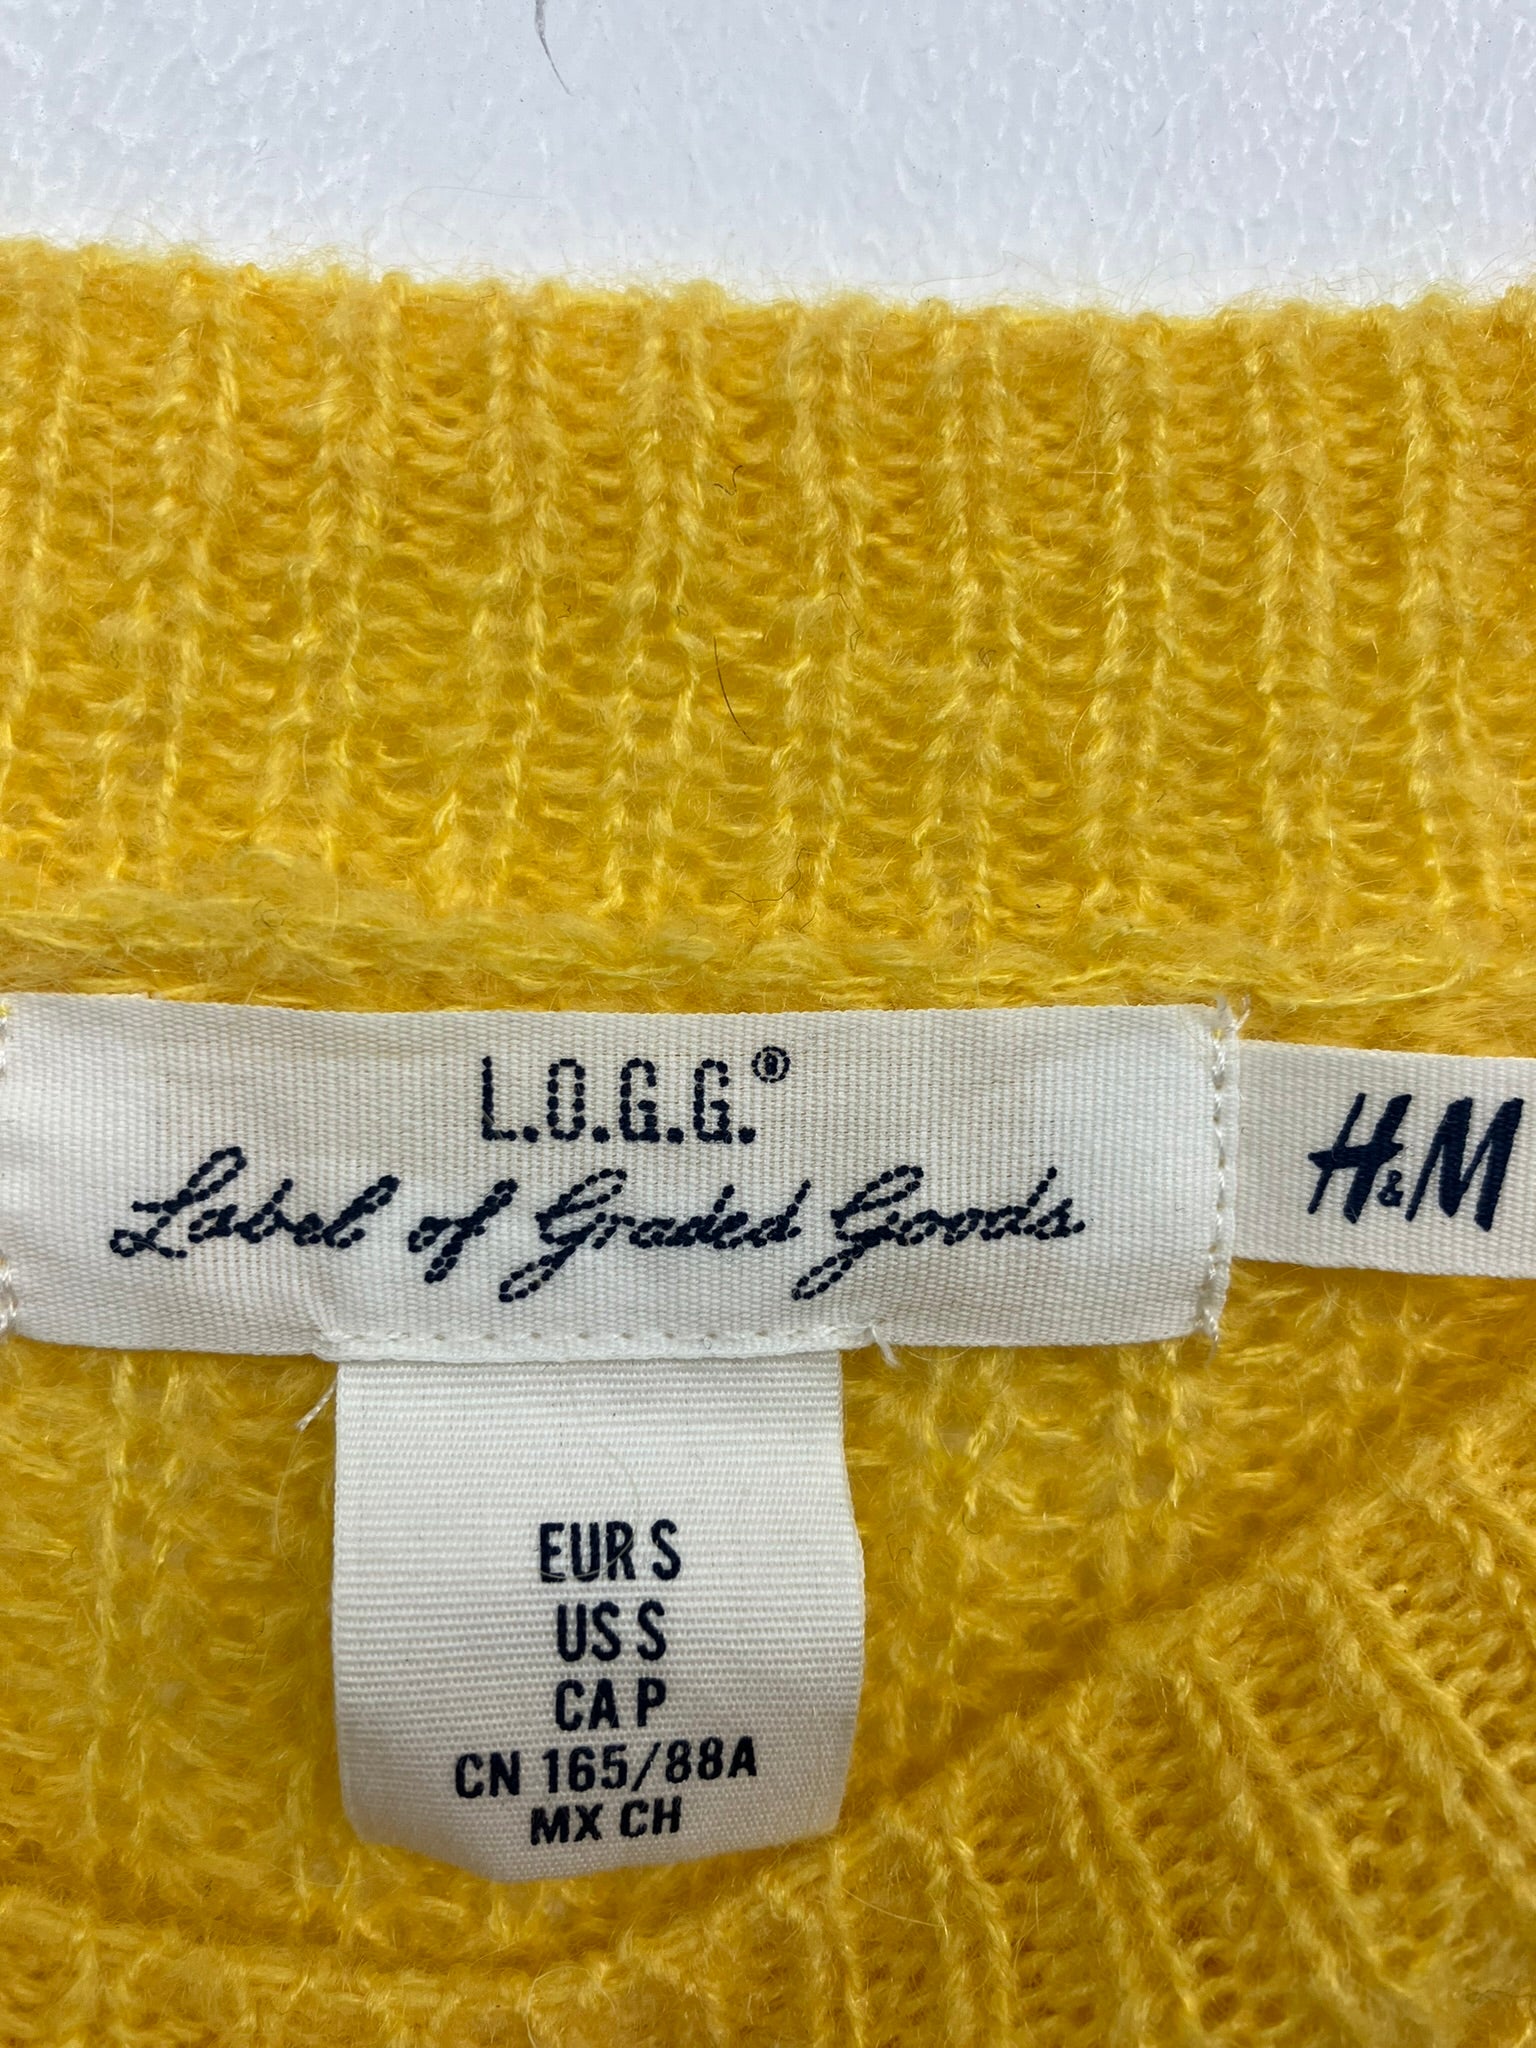 L.O.G.G.®
Label of Graded Goods
H&M
EUR S
US S
CA P
CN 165/88A
MX CH